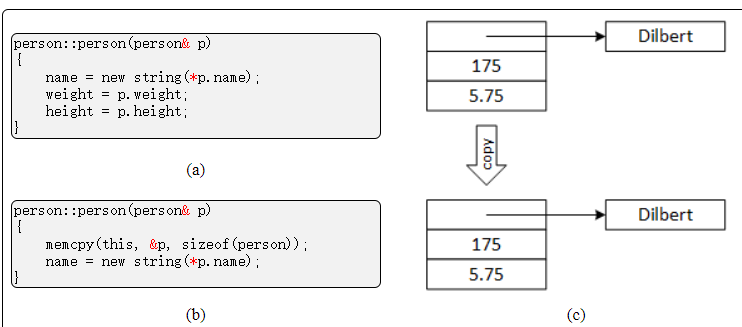 person::person(person& p)
{
name = new string(*p.name);
weight = p.weight;
height = p.height;
}
(a)
person::person(person& p)
{
memcpy(this, &p, sizeof(person));
name = new string(*p.name);
}
(b)
Dilbert
175
5.75
copy
Dilbert
175
5.75
(c)